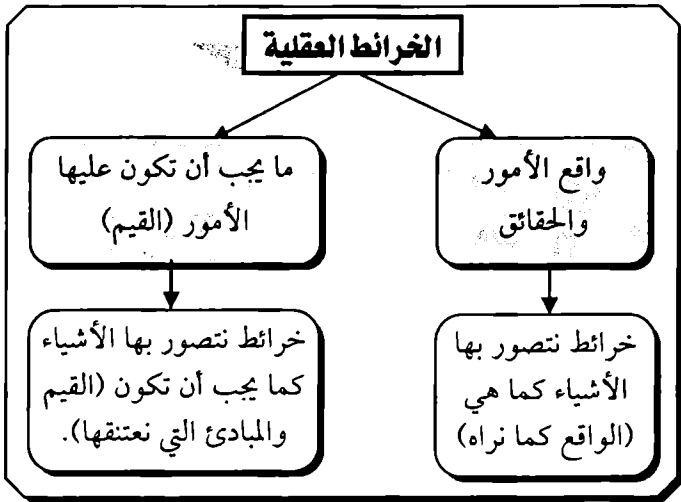 الخرائط العقلية
واقع الأمور
والحقائق
ما يجب أن تكون عليها
الأمور (القيم)
خرائط نتصور بها
الأشياء كما هي
(الواقع كما نراه)
خرائط نتصور بها الأشياء
كما يجب أن تكون (القيم
والمبادئ التي نعتنقها).